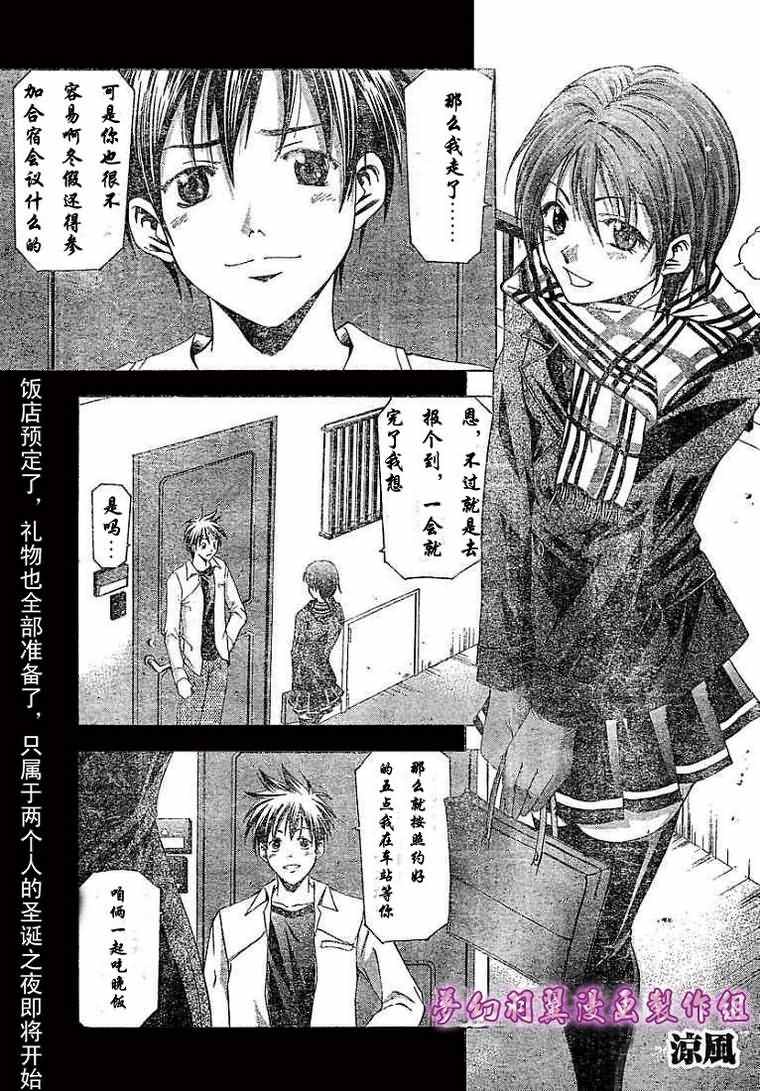 那么我走了……
可是你也很不
容易啊冬假还得参
加合宿会议什么的
恩，不过就是去
报个到，一会就
完了我想
是吗…
那么就按照约好
的五点我在车站等你
咱俩一起吃晚饭
饭店预定了，礼物也全部准备了，只属于两个人的圣诞之夜即将开始
夢幻羽翼漫画製作组
涼風